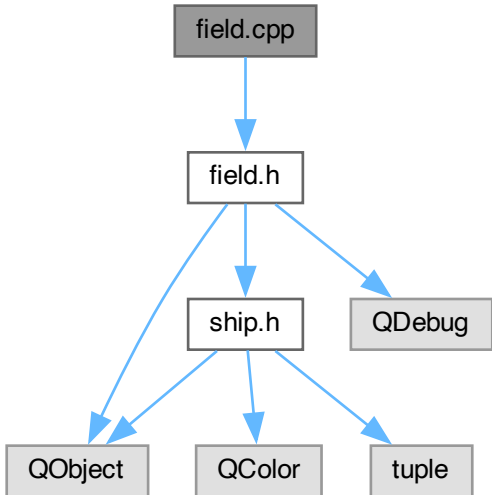 field.cpp
field.h
ship.h
QDebug
QObject
QColor
tuple